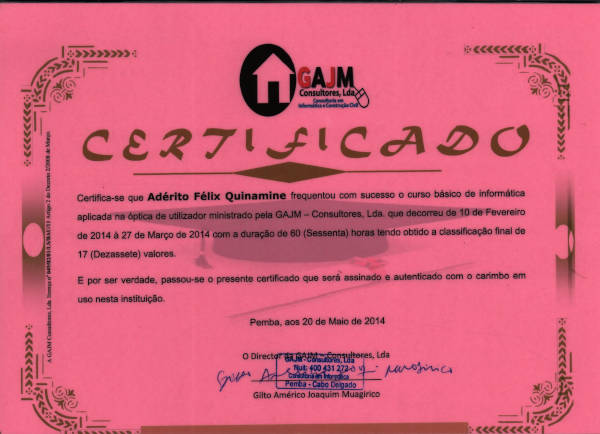 GAJM
Consultores, Lda
Consultoria em
Informática e Construção Civil
CERTIFICADO
Certifica-se que Adérito Félix Quinamine frequentou com sucesso o curso básico de informática
aplicada na óptica de utilizador ministrado pela GAJM – Consultores, Lda. que decorreu de 10 de Fevereiro
de 2014 à 27 de Março de 2014 com a duração de 60 (Sessenta) horas tendo obtido a classificação final de
17 (Dezassete) valores.
E por ser verdade, passou-se o presente certificado que será assinado e autenticado com o carimbo em
uso nesta instituição.
Pemba, aos 20 de Maio de 2014
O Director da GAJM – Consultores, Lda
GAJM - Consultores, Lda
Nuit: 400 431 272
Consultoria em Informática
Pemba - Cabo Delgado
Gilto Américo Joaquim Muagirico
A GAJM Consultores, Lda. Licença nº Artigo 2 do Decreto 2/2008 de Março